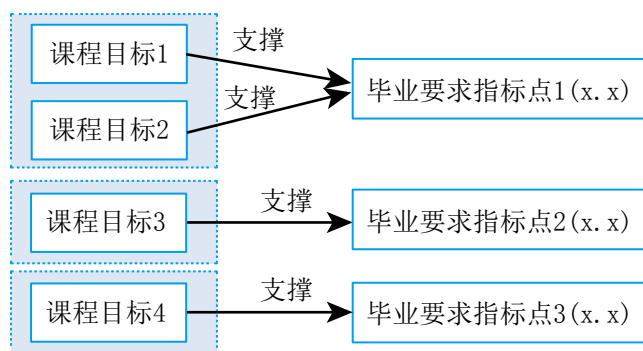 课程目标1
支撑
毕业要求指标点1(x.x)
支撑
课程目标2
课程目标3
支撑
毕业要求指标点2(x.x)
课程目标4
支撑
毕业要求指标点3(x.x)